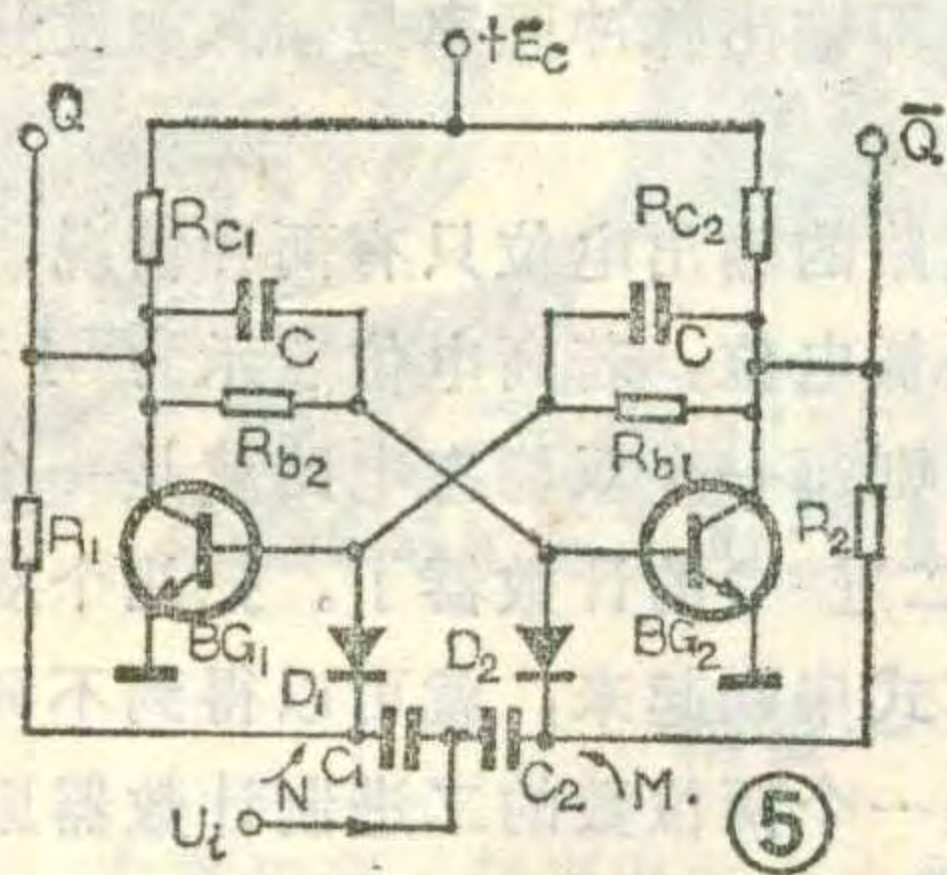 +Ec
Q
Q̄
Rc₁
Rc₂
C
C
Rb₂
Rb₁
R₁
R₂
BG₁
BG₂
D₁
D₂
N
C₁
C₂
M.
Uᵢ
⑤